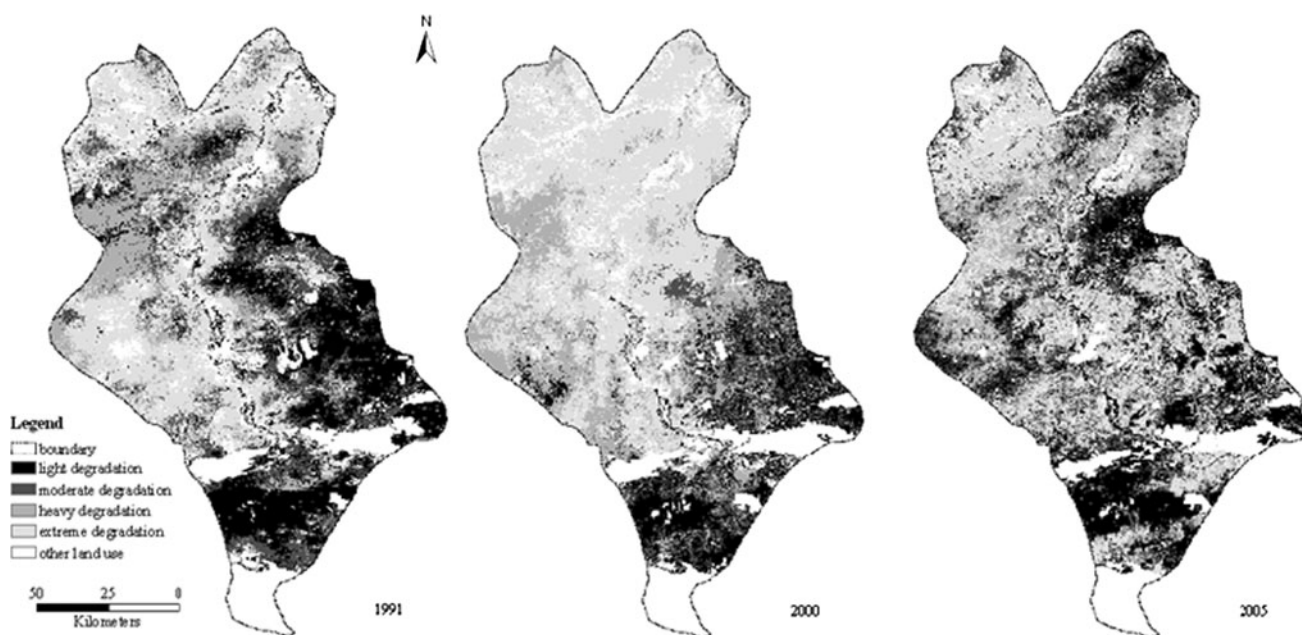 N
Legend
boundary
light degradation
moderate degradation
heavy degradation
extreme degradation
other land use
50 25 0
Kilometers
1991
2000
2005